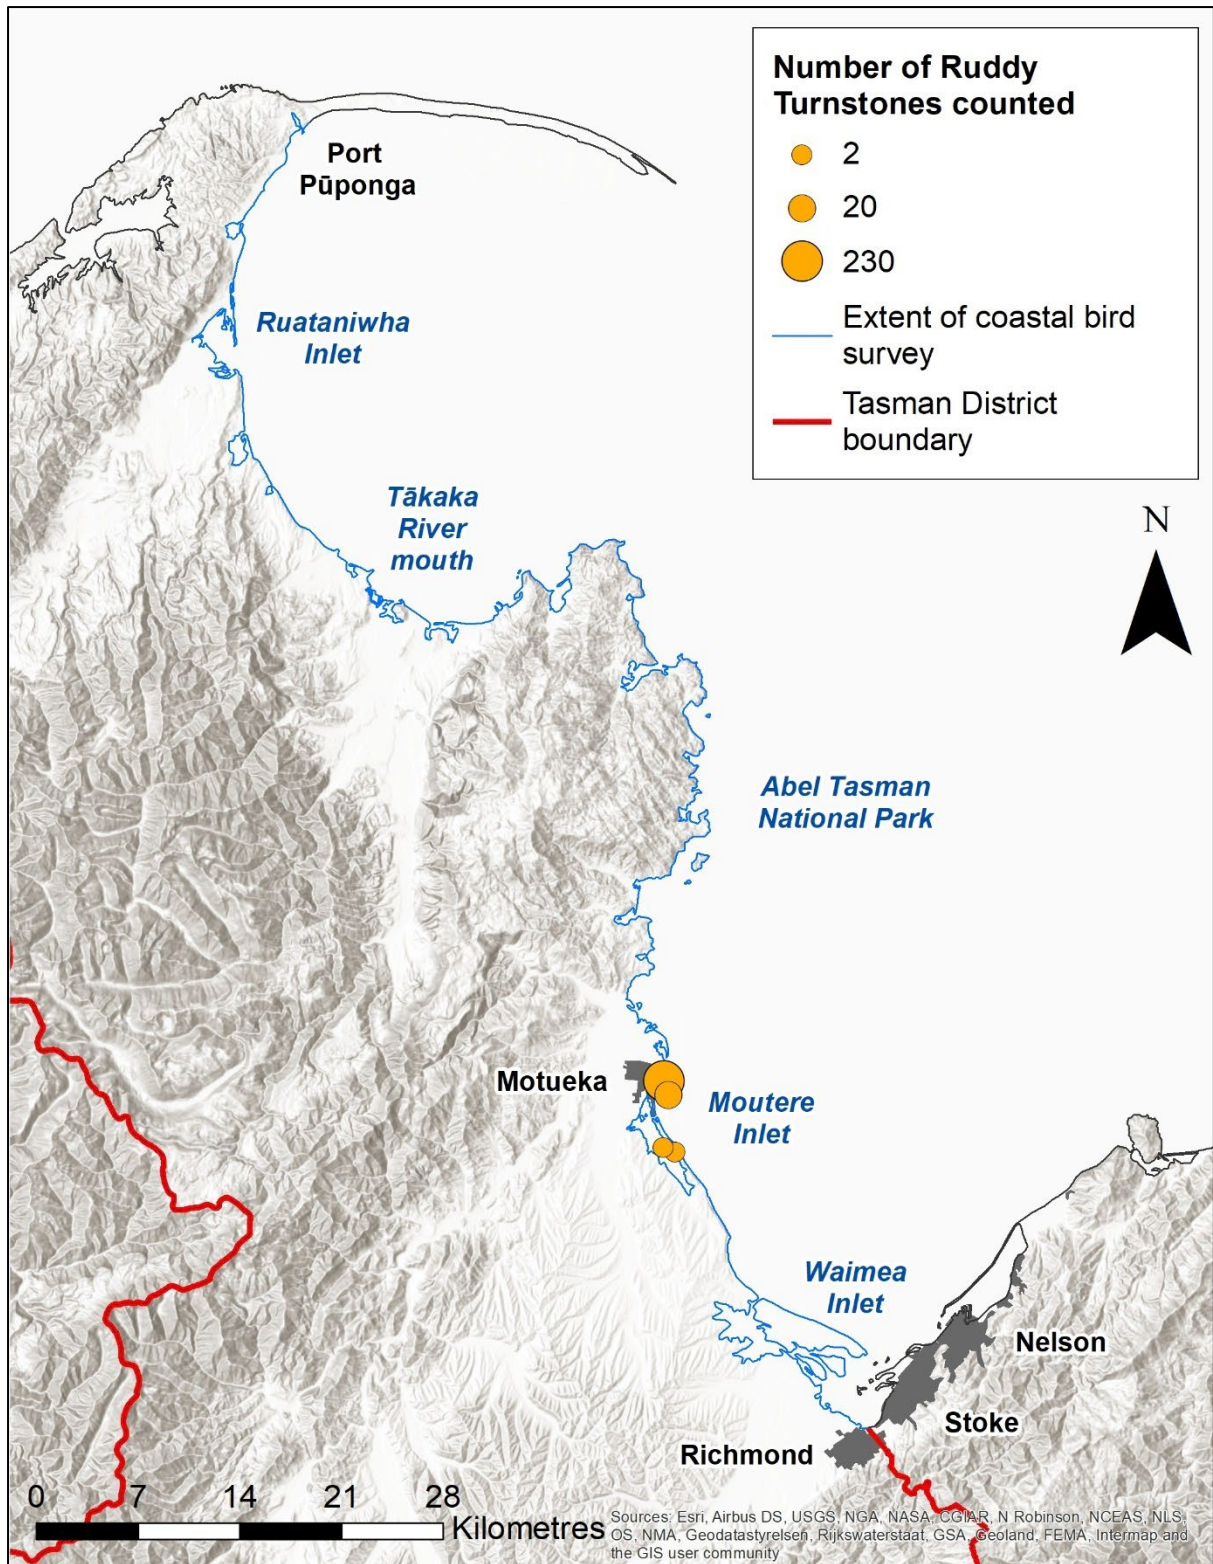 Number of Ruddy
Turnstones counted
2
20
230
Extent of coastal bird
survey
Tasman District
boundary
Port
Pūponga
Ruataniwha
Inlet
Tākaka
River
mouth
N
Abel Tasman
National Park
Motueka
Moutere
Inlet
Waimea
Inlet
Nelson
Stoke
Richmond
0 7 14 21 28
Kilometres
Sources: Esri, Airbus DS, USGS, NGA, NASA, CGIAR, N Robinson, NCEAS, NLS,
OS, NMA, Geodatastyrelsen, Rijkswaterstaat, GSA, Geoland, FEMA, Intermap and
the GIS user community